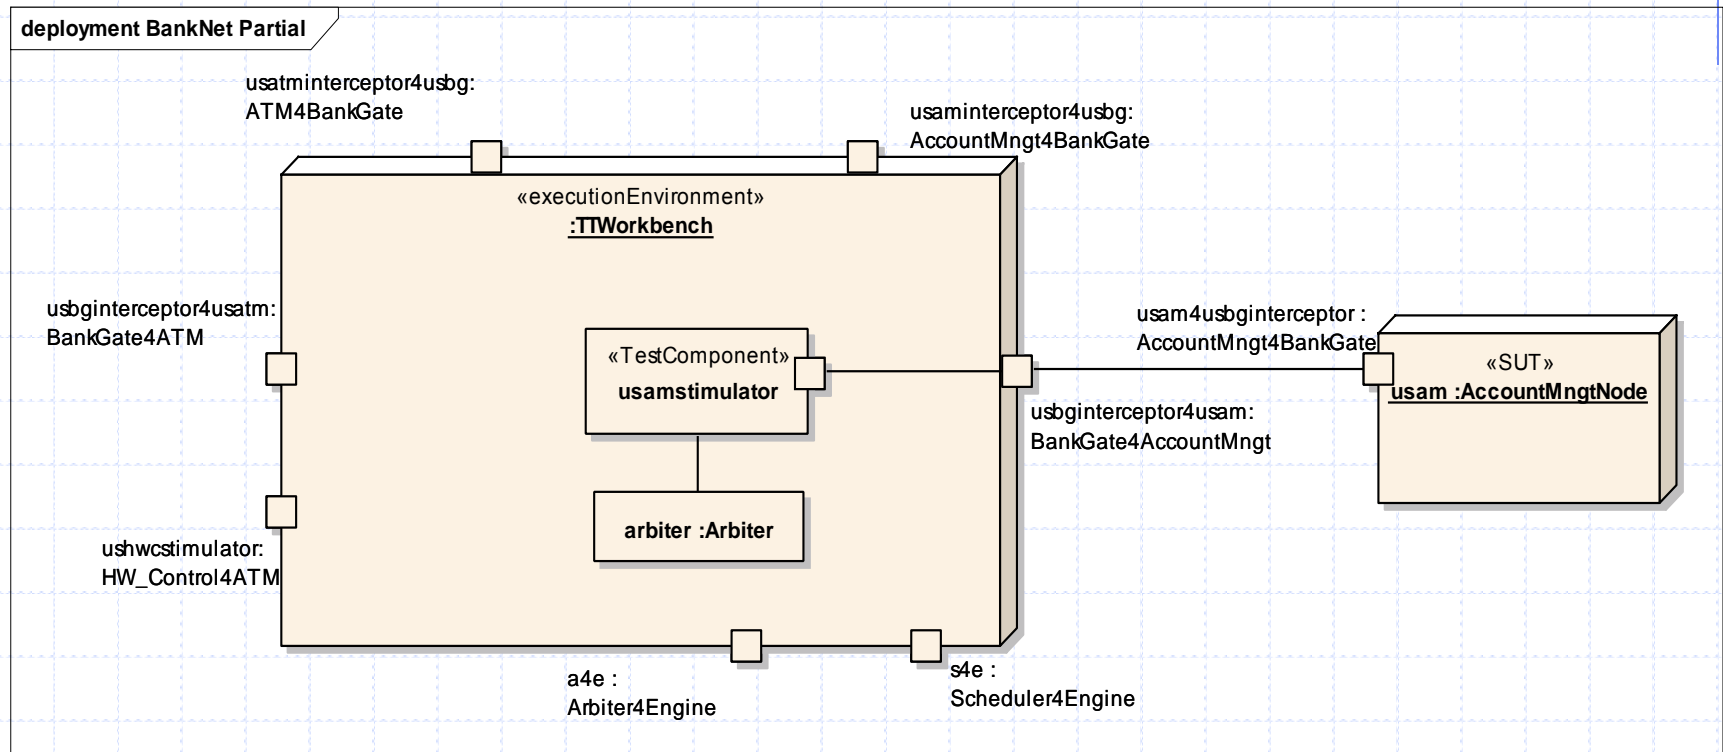 deployment BankNet Partial
usatminterceptor4usbg:
ATM4BankGate
usaminterceptor4usbg:
AccountMngt4BankGate
«executionEnvironment»
:TTWorkbench
usbginterceptor4usatm:
BankGate4ATM
usam4usbginterceptor :
AccountMngt4BankGate
«TestComponent»
usamstimulator
«SUT»
usam :AccountMngtNode
usbginterceptor4usam:
BankGate4AccountMngt
arbiter :Arbiter
ushwcstimulator:
HW_Control4ATM
a4e :
Arbiter4Engine
s4e :
Scheduler4Engine